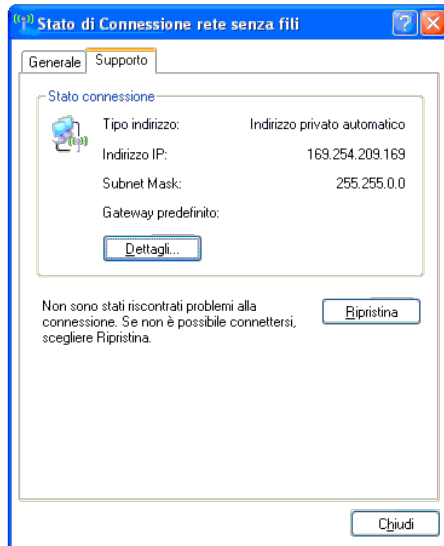 Stato di Connessione rete senza fili
Generale
Supporto
Stato connessione
Tipo indirizzo: Indirizzo privato automatico
Indirizzo IP: 169.254.209.169
Subnet Mask: 255.255.0.0
Gateway predefinito:
Dettagli...
Non sono stati riscontrati problemi alla
connessione. Se non è possibile connettersi,
scegliere Ripristina.
Ripristina
Chiudi